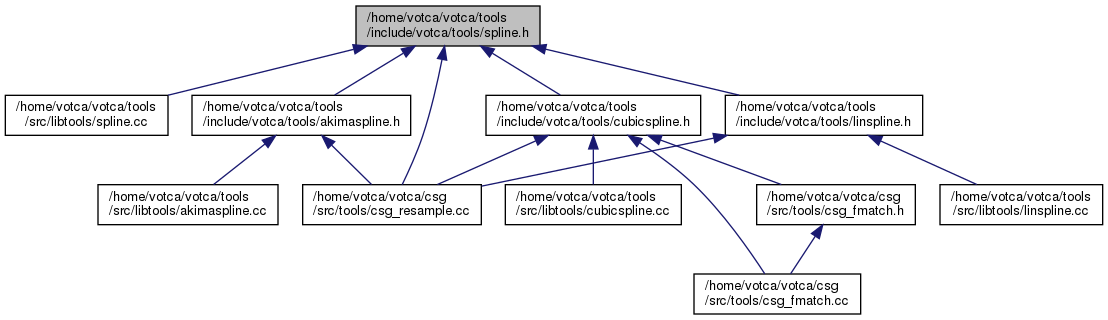 /home/votca/votca/tools
/include/votca/tools/spline.h
/home/votca/votca/tools
/src/libtools/spline.cc
/home/votca/votca/tools
/include/votca/tools/akimaspline.h
/home/votca/votca/tools
/include/votca/tools/cubicspline.h
/home/votca/votca/tools
/include/votca/tools/linspline.h
/home/votca/votca/tools
/src/libtools/akimaspline.cc
/home/votca/votca/csg
/src/tools/csg_resample.cc
/home/votca/votca/tools
/src/libtools/cubicspline.cc
/home/votca/votca/csg
/src/tools/csg_fmatch.h
/home/votca/votca/tools
/src/libtools/linspline.cc
/home/votca/votca/csg
/src/tools/csg_fmatch.cc